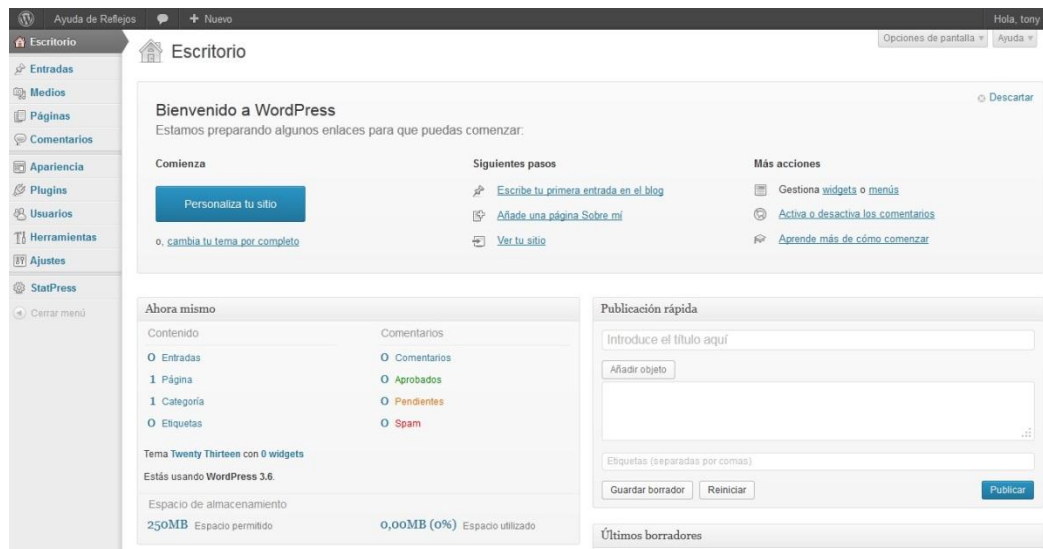 Ayuda de Reflejos
Nuevo
Hola, tony
Escritorio
Entradas
Medios
Páginas
Comentarios
Apariencia
Plugins
Usuarios
Herramientas
Ajustes
StatPress
Cerrar menú
Opciones de pantalla
Ayuda
Escritorio
Descartar
Bienvenido a WordPress
Estamos preparando algunos enlaces para que puedas comenzar:
Comienza
Personaliza tu sitio
o, cambia tu tema por completo
Siguientes pasos
Escribe tu primera entrada en el blog
Añade una página Sobre mí
Ver tu sitio
Más acciones
Gestiona widgets o menús
Activa o desactiva los comentarios
Aprende más de cómo comenzar
Ahora mismo
Contenido
0 Entradas
1 Página
1 Categoría
0 Etiquetas
Comentarios
0 Comentarios
0 Aprobados
0 Pendientes
0 Spam
Tema Twenty Thirteen con 0 widgets
Estás usando WordPress 3.6.
Espacio de almacenamiento
250MB Espacio permitido
0,00MB (0%) Espacio utilizado
Publicación rápida
Introduce el título aquí
Añadir objeto
Etiquetas (separadas por comas)
Guardar borrador
Reiniciar
Publicar
Últimos borradores